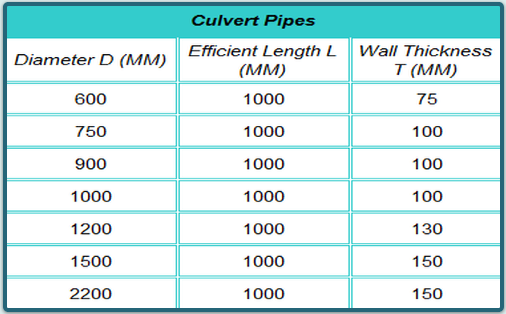 Culvert Pipes
Diameter D (MM) Efficient Length L (MM) Wall Thickness T (MM)
600 1000 75
750 1000 100
900 1000 100
1000 1000 100
1200 1000 130
1500 1000 150
2200 1000 150